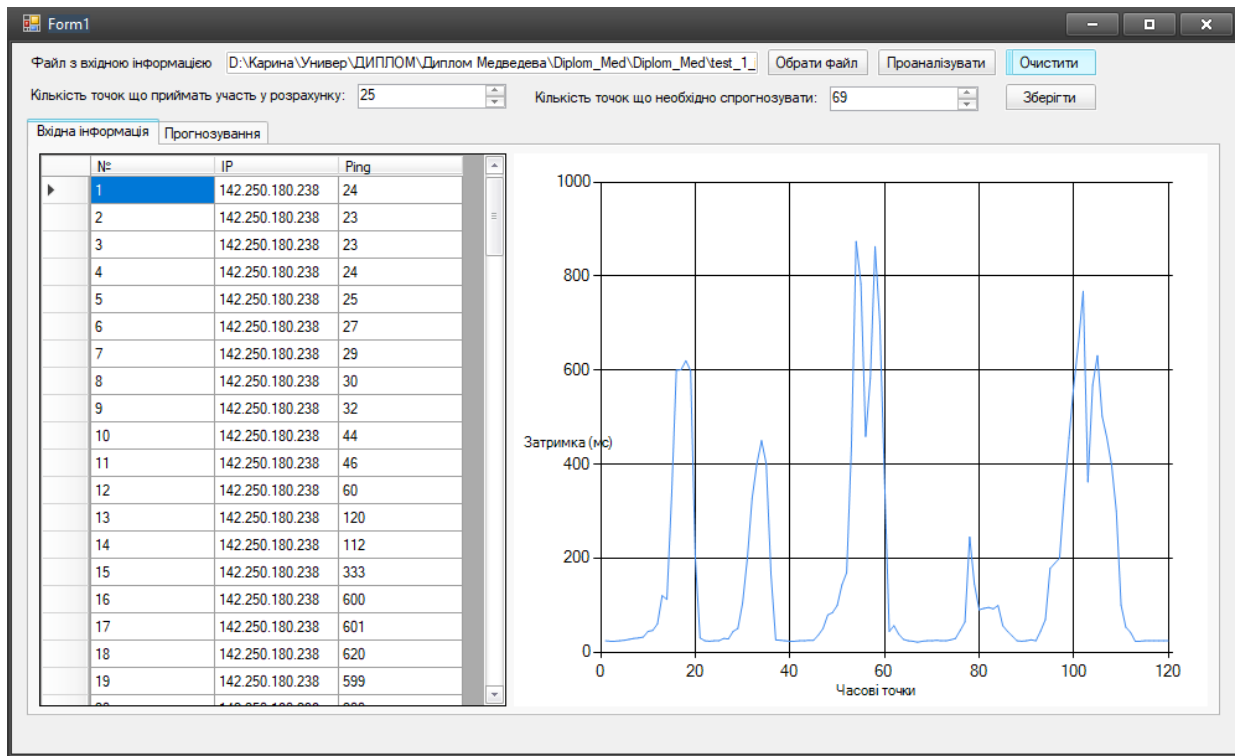 Form1
Файл з вхідною інформацією D:\Карина\Универ\ДИПЛОМ\Диплом Медведева\Diplom_Med\Diplom_Med\test_1_ Обрати файл Проаналізувати Очистити
Кількість точок що приймать участь у розрахунку: 25 Кількість точок що необхідно спрогнозувати: 69 Зберігти
Вхідна інформація Прогнозування
№ IP Ping
1 142.250.180.238 24
2 142.250.180.238 23
3 142.250.180.238 23
4 142.250.180.238 24
5 142.250.180.238 25
6 142.250.180.238 27
7 142.250.180.238 29
8 142.250.180.238 30
9 142.250.180.238 32
10 142.250.180.238 44
11 142.250.180.238 46
12 142.250.180.238 60
13 142.250.180.238 120
14 142.250.180.238 112
15 142.250.180.238 333
16 142.250.180.238 600
17 142.250.180.238 601
18 142.250.180.238 620
19 142.250.180.238 599
1000
800
600
Затримка (мс)
400
200
0
0 20 40 60 80 100 120
Часові точки